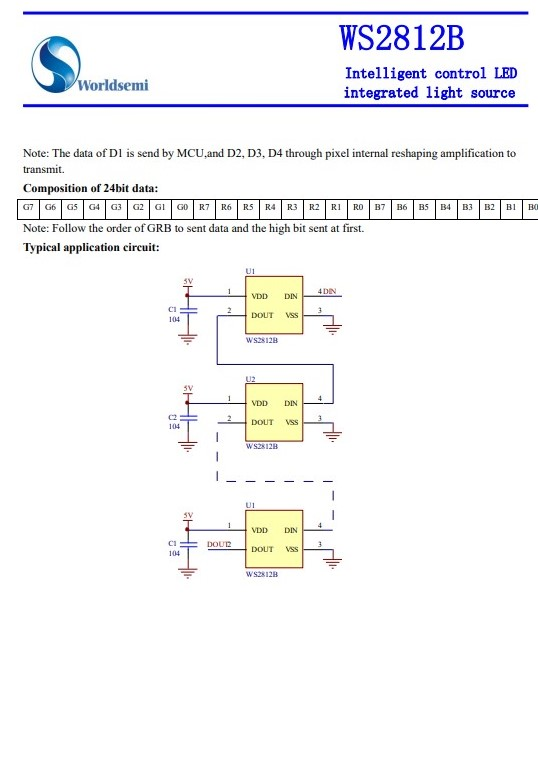 WS2812B
Worldsemi
Intelligent control LED
integrated light source
Note: The data of D1 is send by MCU,and D2, D3, D4 through pixel internal reshaping amplification to
transmit.
Composition of 24bit data:
G7 G6 G5 G4 G3 G2 G1 G0 R7 R6 R5 R4 R3 R2 R1 R0 B7 B6 B5 B4 B3 B2 B1 B0
Note: Follow the order of GRB to sent data and the high bit sent at first.
Typical application circuit:
U1
5V
1 VDD DIN 4 DIN
C1
104
2 DOUT VSS 3
WS2812B
U2
5V
1 VDD DIN 4
C2
104
2 DOUT VSS 3
WS2812B
U1
5V
1 VDD DIN 4
C1
104
DOUT 2 DOUT VSS 3
WS2812B